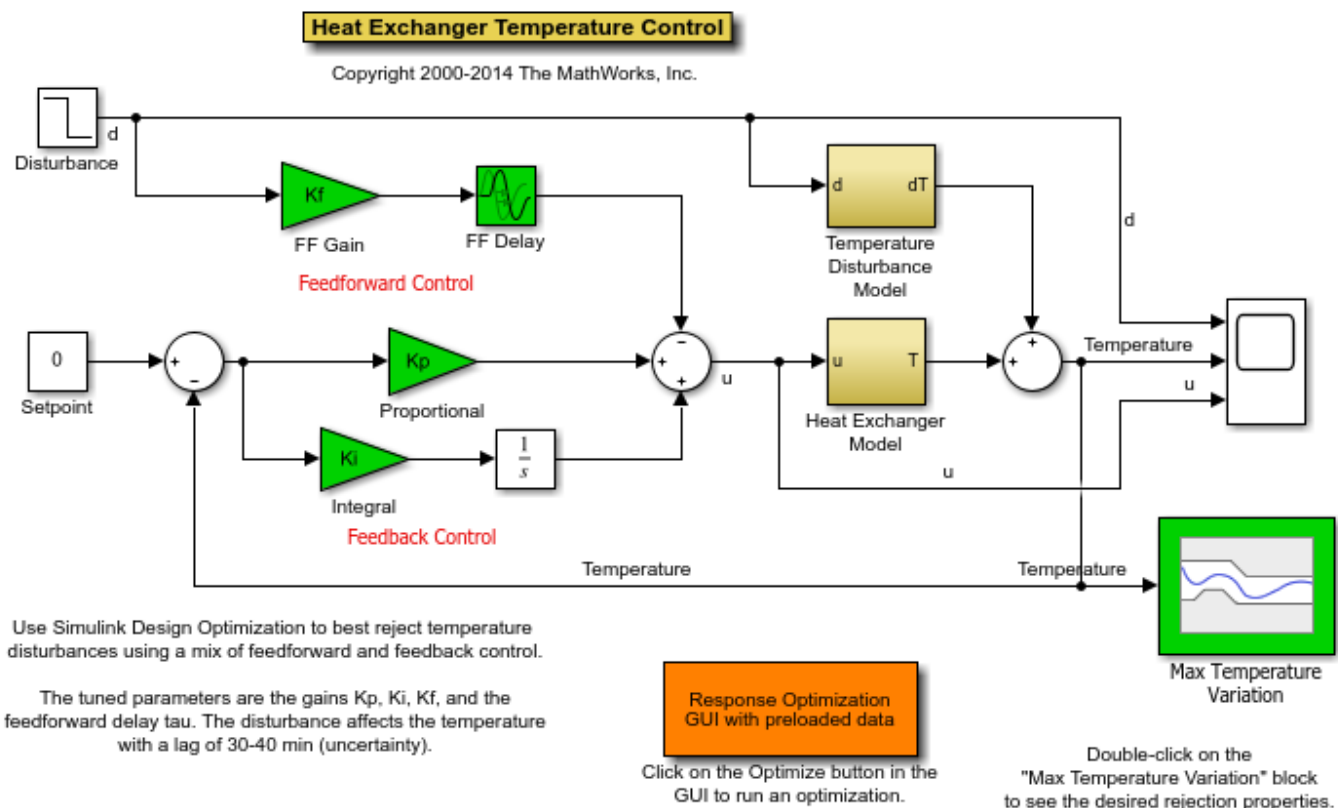 Heat Exchanger Temperature Control
Copyright 2000-2014 The MathWorks, Inc.
d
Disturbance
Kf
FF Gain
FF Delay
Feedforward Control
d
dT
Temperature
Disturbance
Model
d
0
Setpoint
+
−
Kp
Proportional
Ki
Integral
1
s
Feedback Control
−
+
+
u
u
T
Heat Exchanger
Model
+
+
Temperature
u
u
Temperature
Temperature
Max Temperature
Variation
Use Simulink Design Optimization to best reject temperature
disturbances using a mix of feedforward and feedback control.
The tuned parameters are the gains Kp, Ki, Kf, and the
feedforward delay tau. The disturbance affects the temperature
with a lag of 30-40 min (uncertainty).
Response Optimization
GUI with preloaded data
Click on the Optimize button in the
GUI to run an optimization.
Double-click on the
"Max Temperature Variation" block
to see the desired rejection properties.